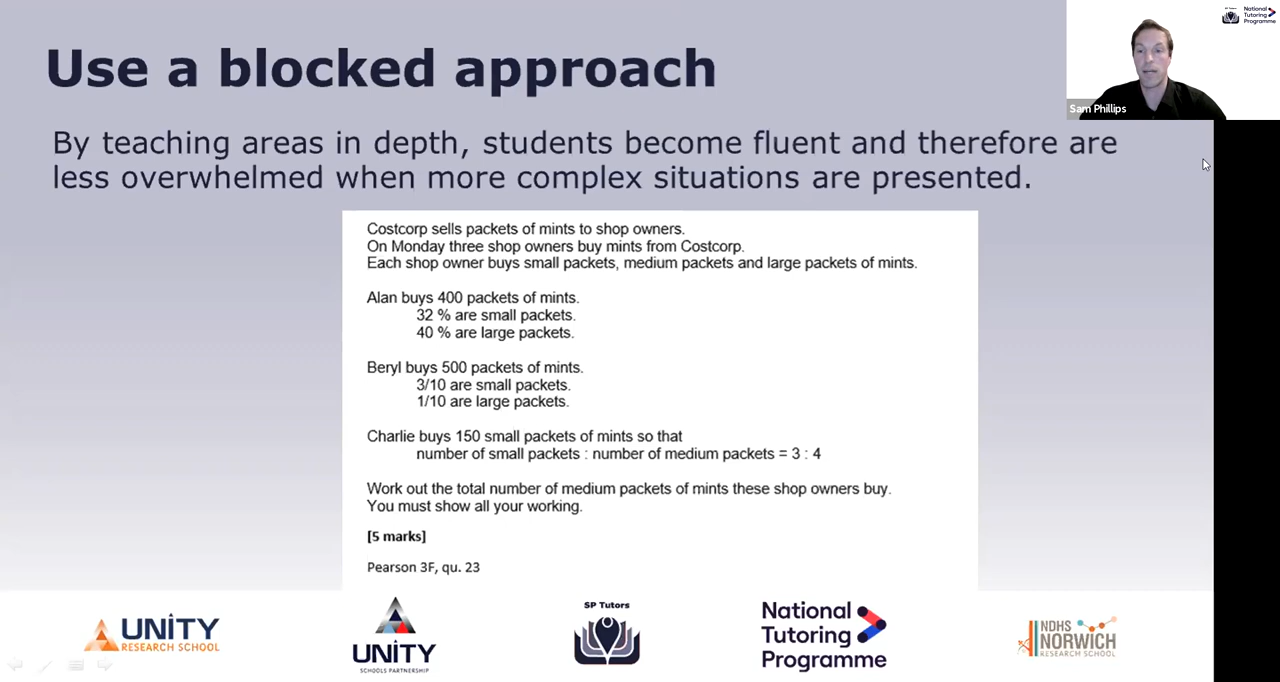 Use a blocked approach
By teaching areas in depth, students become fluent and therefore are
less overwhelmed when more complex situations are presented.
Costcorp sells packets of mints to shop owners.
On Monday three shop owners buy mints from Costcorp.
Each shop owner buys small packets, medium packets and large packets of mints.
Alan buys 400 packets of mints.
32 % are small packets.
40 % are large packets.
Beryl buys 500 packets of mints.
3/10 are small packets.
1/10 are large packets.
Charlie buys 150 small packets of mints so that
number of small packets : number of medium packets = 3 : 4
Work out the total number of medium packets of mints these shop owners buy.
You must show all your working.
[5 marks]
Pearson 3F, qu. 23
Sam Phillips
SP Tutors
National
Tutoring
Programme
UNITY
RESEARCH SCHOOL
UNITY
SCHOOLS PARTNERSHIP
SP Tutors
National
Tutoring
Programme
NDHS
NORWICH
RESEARCH SCHOOL